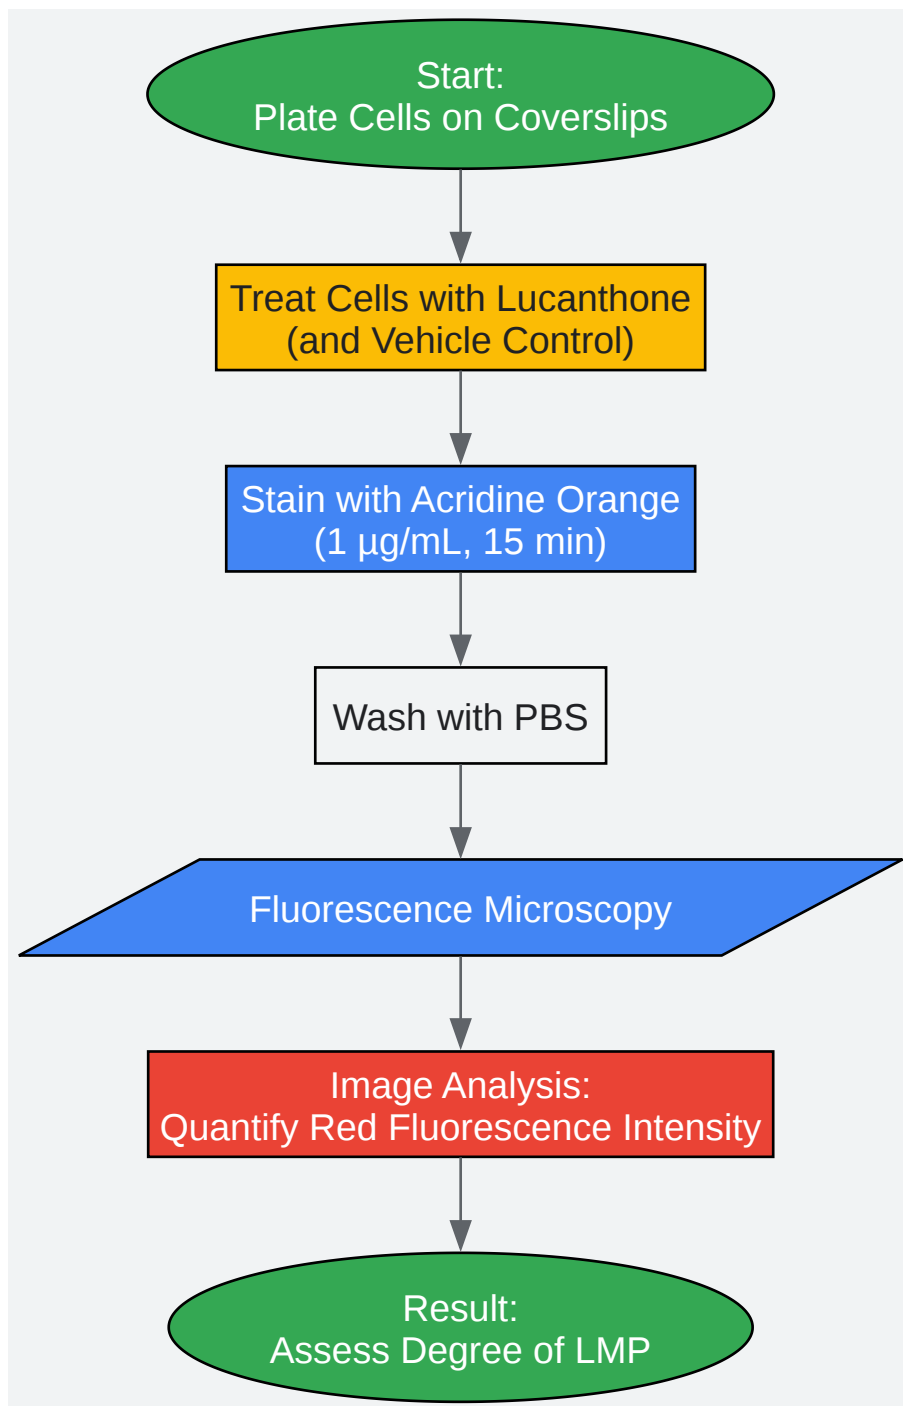 Start:
Plate Cells on Coverslips
Treat Cells with Lucanthone
(and Vehicle Control)
Stain with Acridine Orange
(1 µg/mL, 15 min)
Wash with PBS
Fluorescence Microscopy
Image Analysis:
Quantify Red Fluorescence Intensity
Result:
Assess Degree of LMP